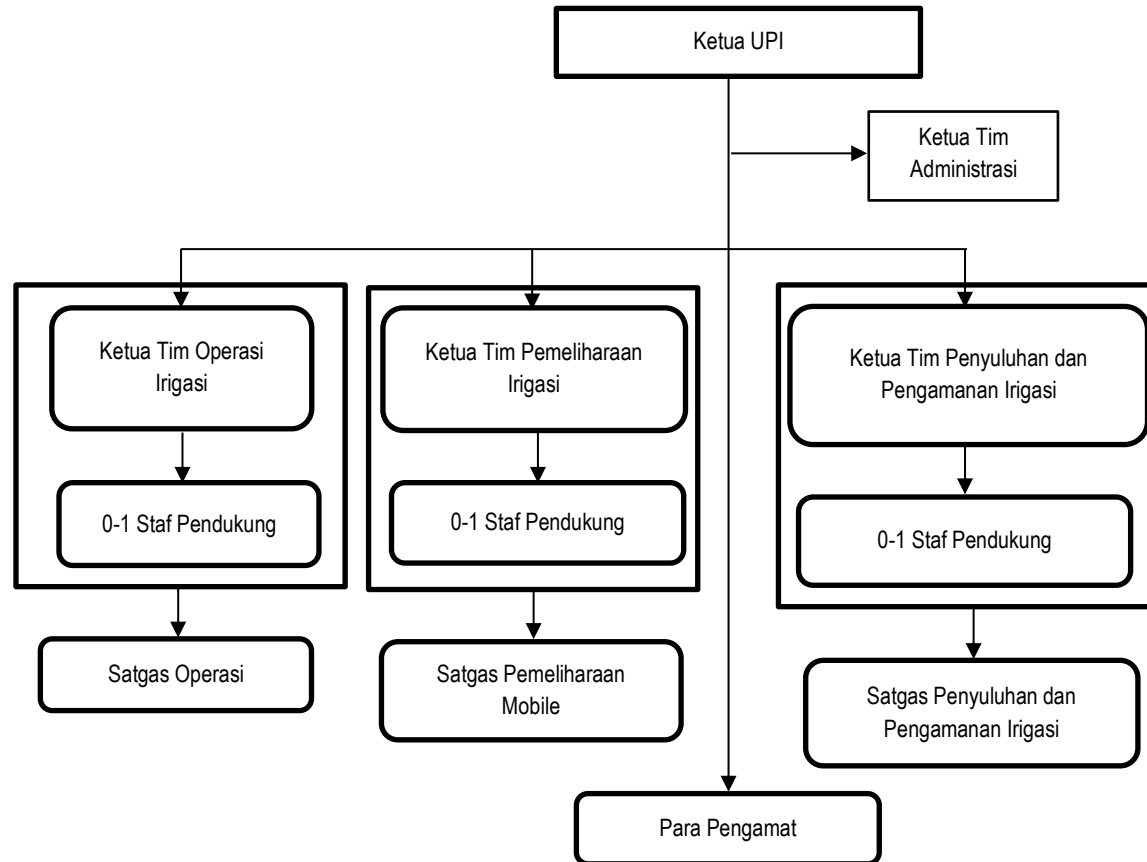 Ketua UPI
Ketua Tim
Administrasi
Ketua Tim Operasi
Irigasi
Ketua Tim Pemeliharaan
Irigasi
Ketua Tim Penyuluhan dan
Pengamanan Irigasi
0-1 Staf Pendukung
0-1 Staf Pendukung
0-1 Staf Pendukung
Satgas Operasi
Satgas Pemeliharaan
Mobile
Satgas Penyuluhan dan
Pengamanan Irigasi
Para Pengamat